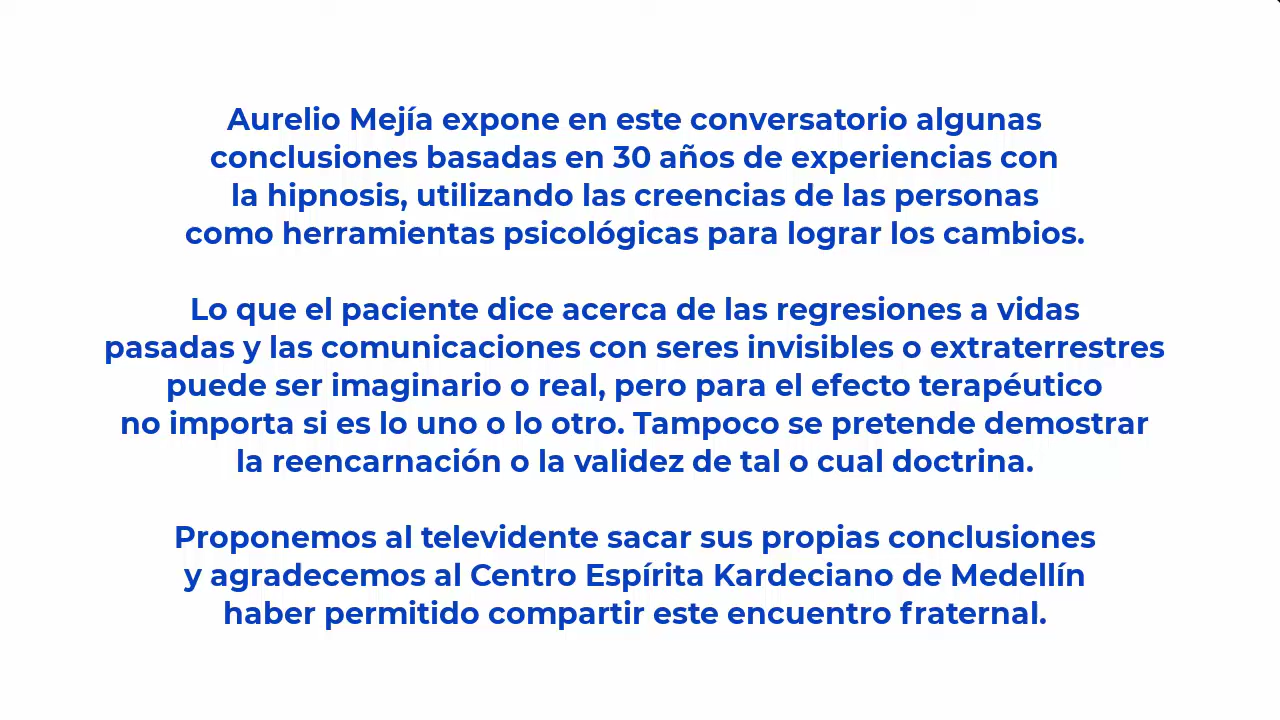 Aurelio Mejía expone en este conversatorio algunas
conclusiones basadas en 30 años de experiencias con
la hipnosis, utilizando las creencias de las personas
como herramientas psicológicas para lograr los cambios.
Lo que el paciente dice acerca de las regresiones a vidas
pasadas y las comunicaciones con seres invisibles o extraterrestres
puede ser imaginario o real, pero para el efecto terapéutico
no importa si es lo uno o lo otro. Tampoco se pretende demostrar
la reencarnación o la validez de tal o cual doctrina.
Proponemos al televidente sacar sus propias conclusiones
y agradecemos al Centro Espírita Kardeciano de Medellín
haber permitido compartir este encuentro fraternal.